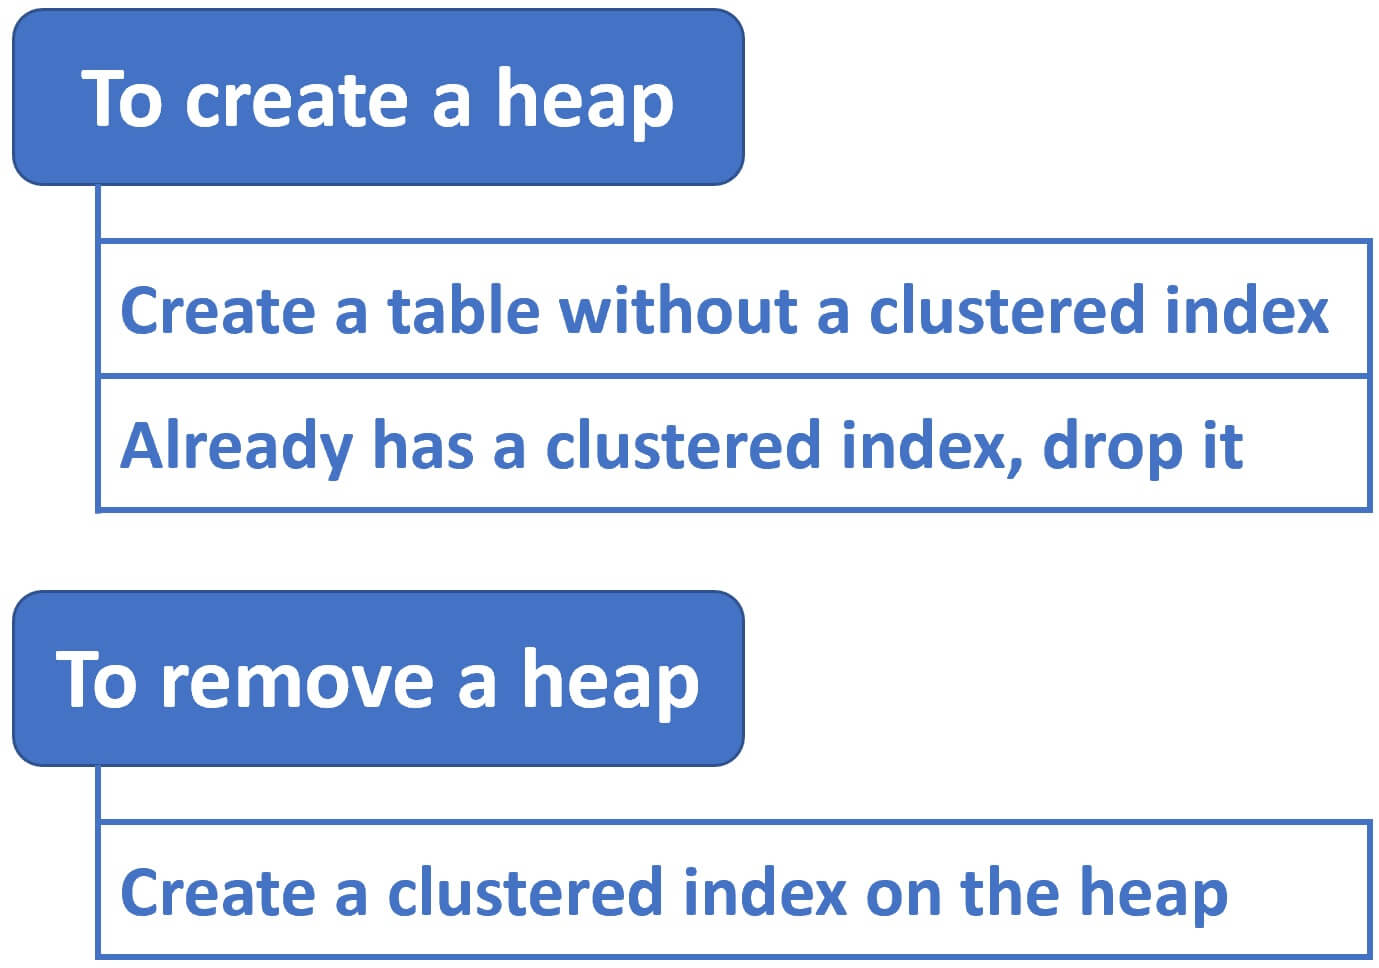 To create a heap
Create a table without a clustered index
Already has a clustered index, drop it
To remove a heap
Create a clustered index on the heap